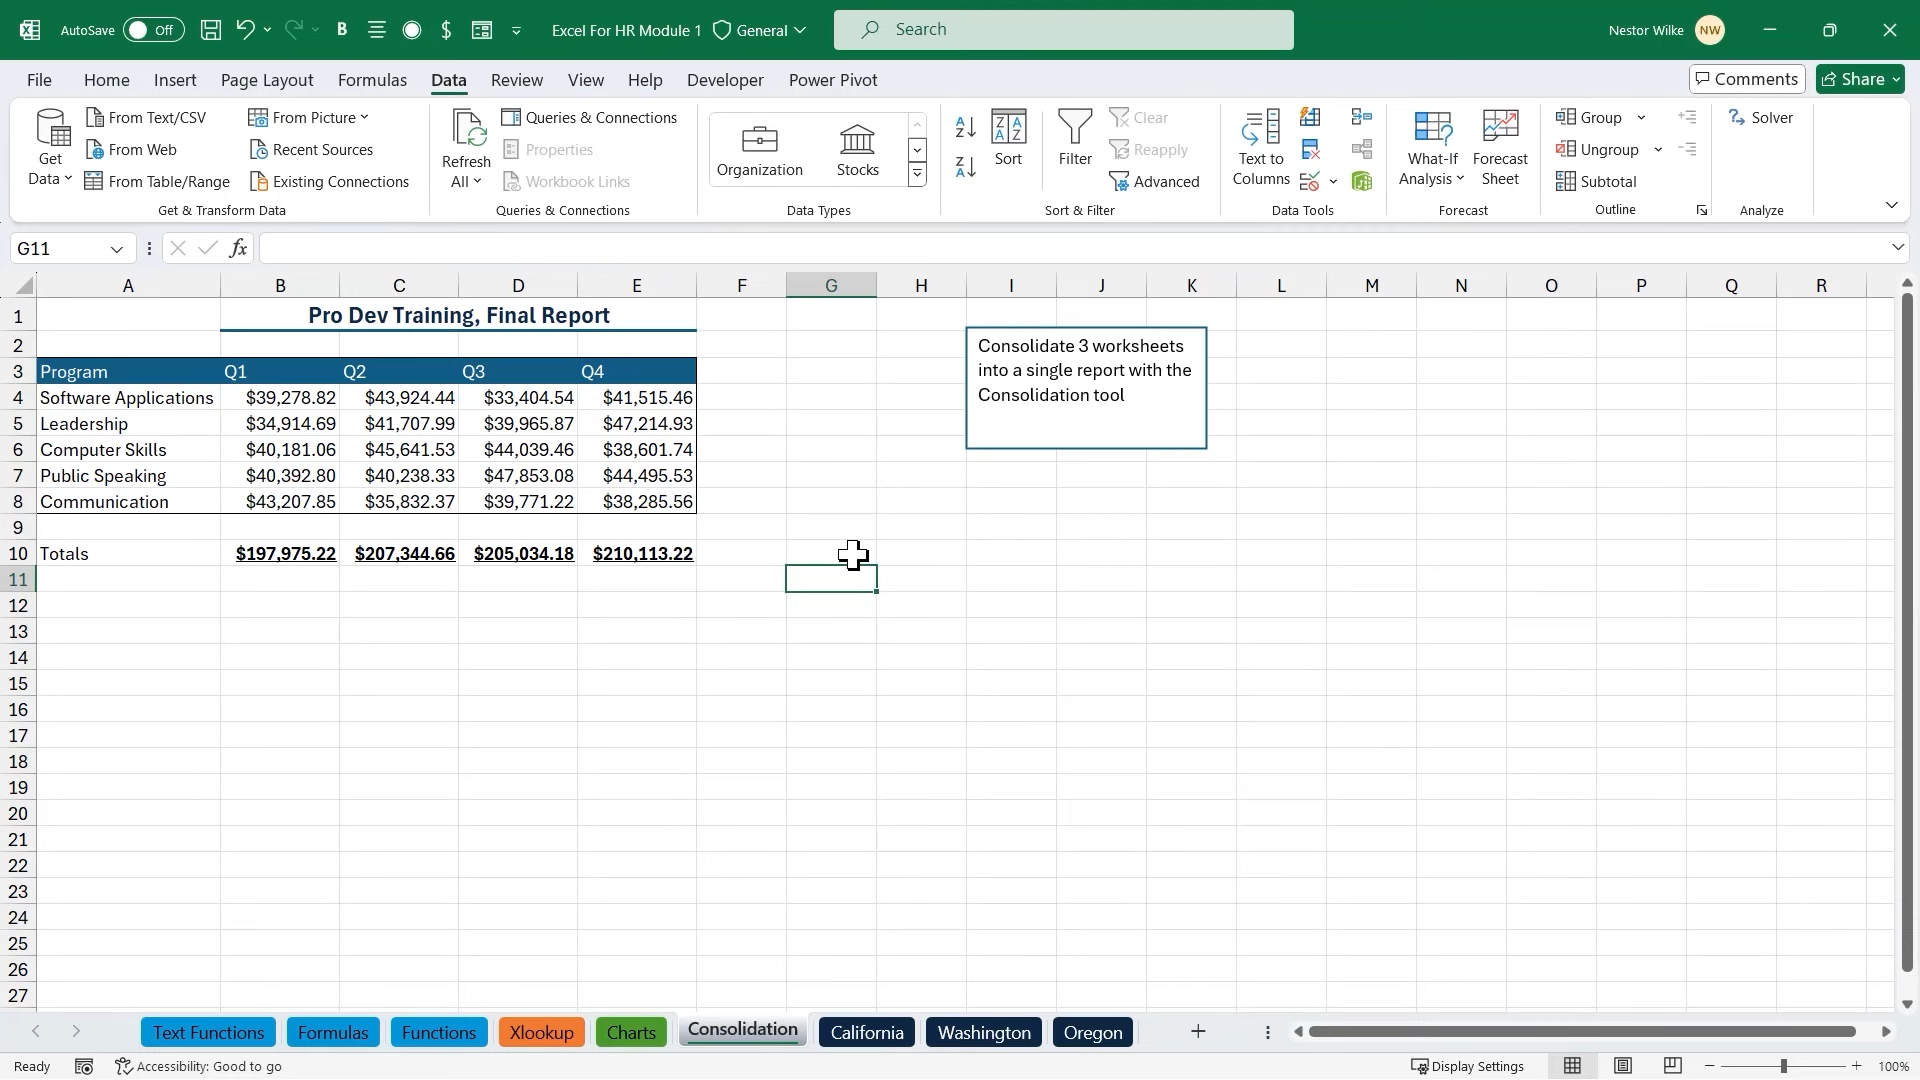 AutoSave Off B $ Excel For HR Module 1 General Search Nestor Wilke NW
File Home Insert Page Layout Formulas Data Review View Help Developer Power Pivot Comments Share
Get Data
From Text/CSV
From Web
From Table/Range
From Picture
Recent Sources
Existing Connections
Get & Transform Data
Refresh All
Queries & Connections
Properties
Workbook Links
Queries & Connections
Organization
Stocks
Data Types
Sort
Filter
Clear
Reapply
Advanced
Sort & Filter
Text to Columns
Data Tools
What-If Analysis
Forecast Sheet
Forecast
Group
Ungroup
Subtotal
Outline
Solver
Analyze
G11 fx
A B C D E F G H I J K L M N O P Q R
1 Pro Dev Training, Final Report
2
3 Program Q1 Q2 Q3 Q4
4 Software Applications $39,278.82 $43,924.44 $33,404.54 $41,515.46
5 Leadership $34,914.69 $41,707.99 $39,965.87 $47,214.93
6 Computer Skills $40,181.06 $45,641.53 $44,039.46 $38,601.74
7 Public Speaking $40,392.80 $40,238.33 $47,853.08 $44,495.53
8 Communication $43,207.85 $35,832.37 $39,771.22 $38,285.56
9
10 Totals $197,975.22 $207,344.66 $205,034.18 $210,113.22
11
12
13
14
15
16
17
18
19
20
21
22
23
24
25
26
27
Consolidate 3 worksheets
into a single report with the
Consolidation tool
Text Functions Formulas Functions Xlookup Charts Consolidation California Washington Oregon
Ready Accessibility: Good to go Display Settings 100%